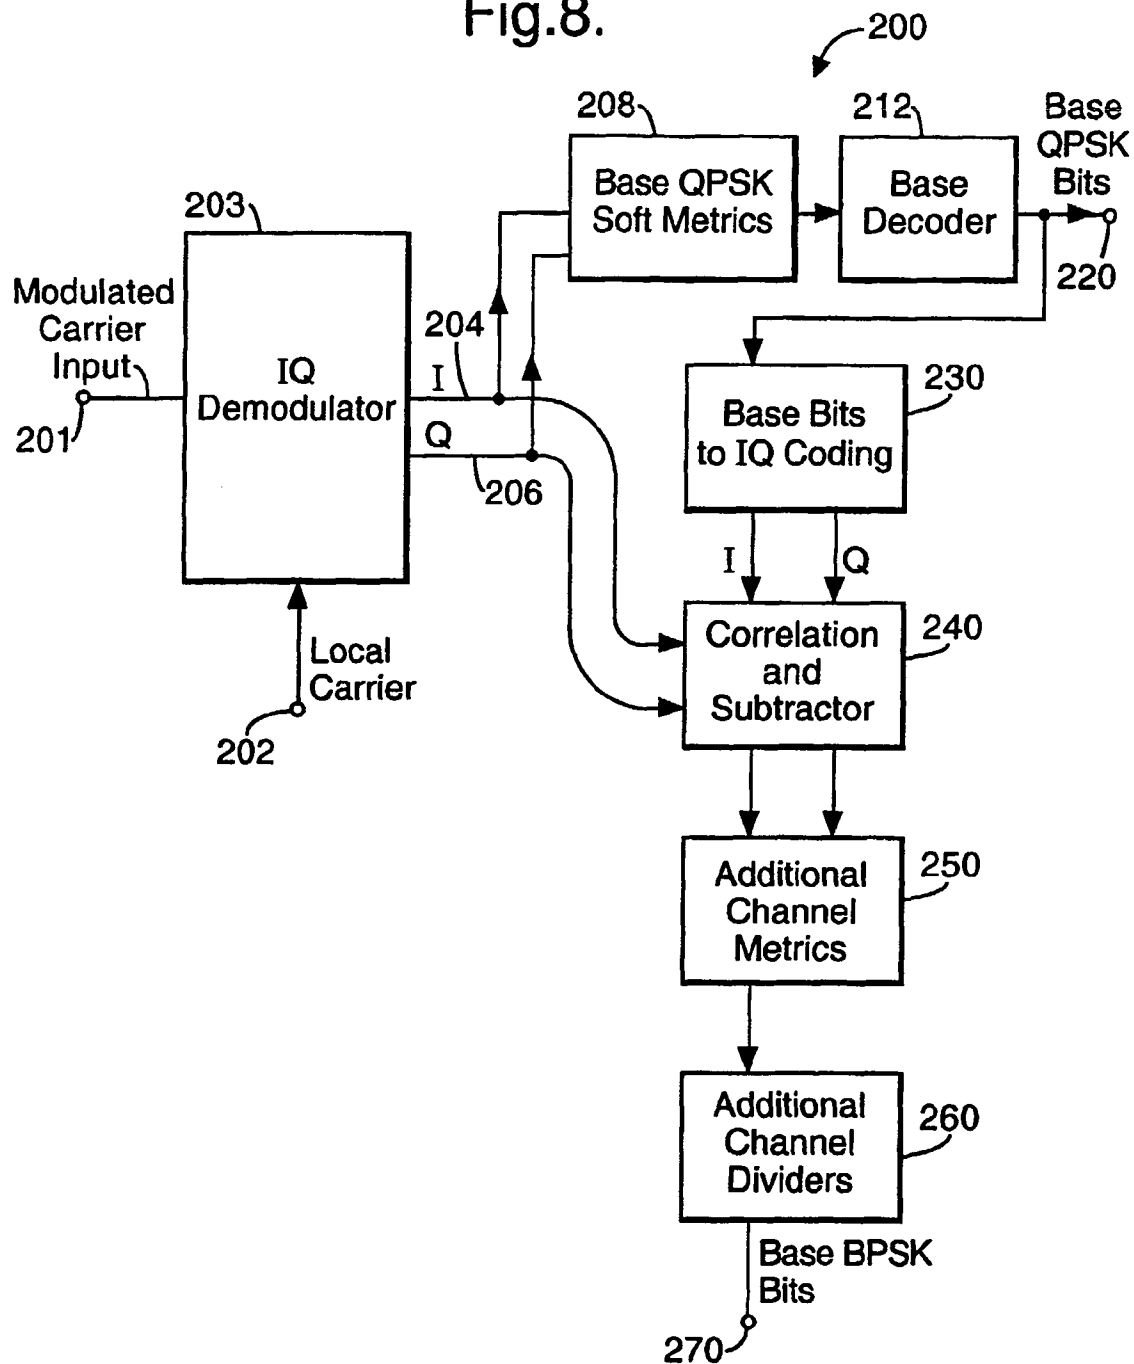 Fig.8.
200
208
212
Base
QPSK
Bits
Base QPSK
Soft Metrics
Base
Decoder
220
203
Modulated
Carrier
Input
201
IQ
Demodulator
204
I
Q
206
230
Base Bits
to IQ Coding
I
Q
Local
Carrier
202
Correlation
and
Subtractor
240
Additional
Channel
Metrics
250
Additional
Channel
Dividers
260
Base BPSK
Bits
270